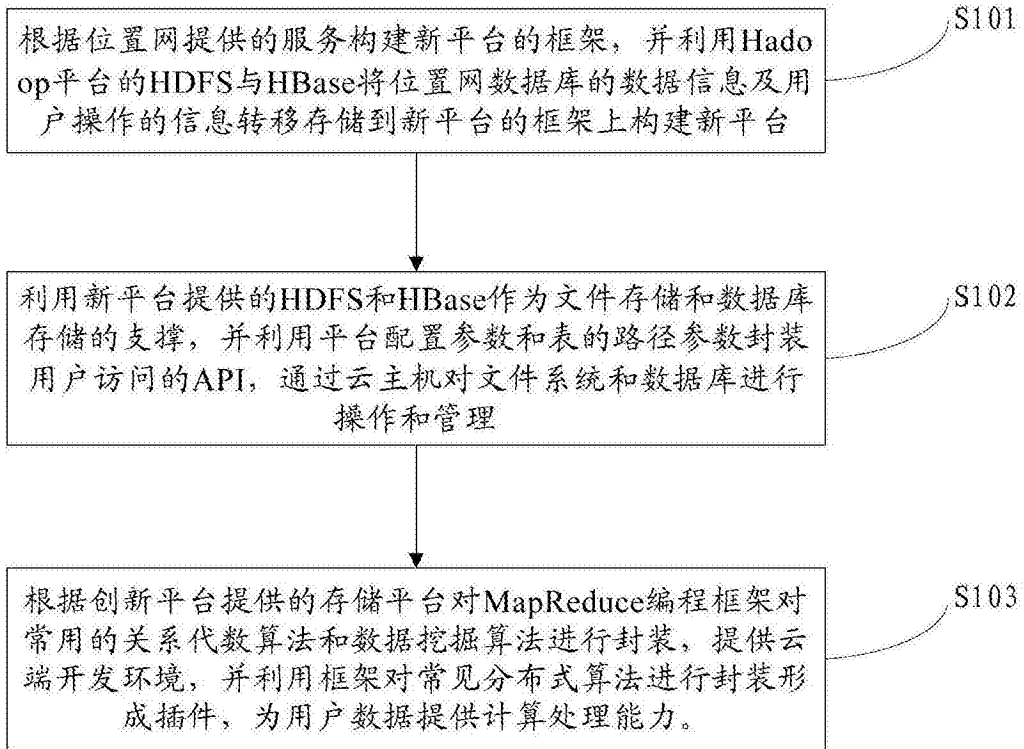 根据位置网提供的服务构建新平台的框架，并利用Hado
op平台的HDFS与HBase将位置网数据库的数据信息及用
户操作的信息转移存储到新平台的框架上构建新平台
S101
利用新平台提供的HDFS和HBase作为文件存储和数据库
存储的支撑，并利用平台配置参数和表的路径参数封装
用户访问的API，通过云主机对文件系统和数据库进行
操作和管理
S102
根据创新平台提供的存储平台对MapReduce编程框架对
常用的关系代数算法和数据挖掘算法进行封装，提供云
端开发环境，并利用框架对常见分布式算法进行封装形
成插件，为用户数据提供计算处理能力。
S103